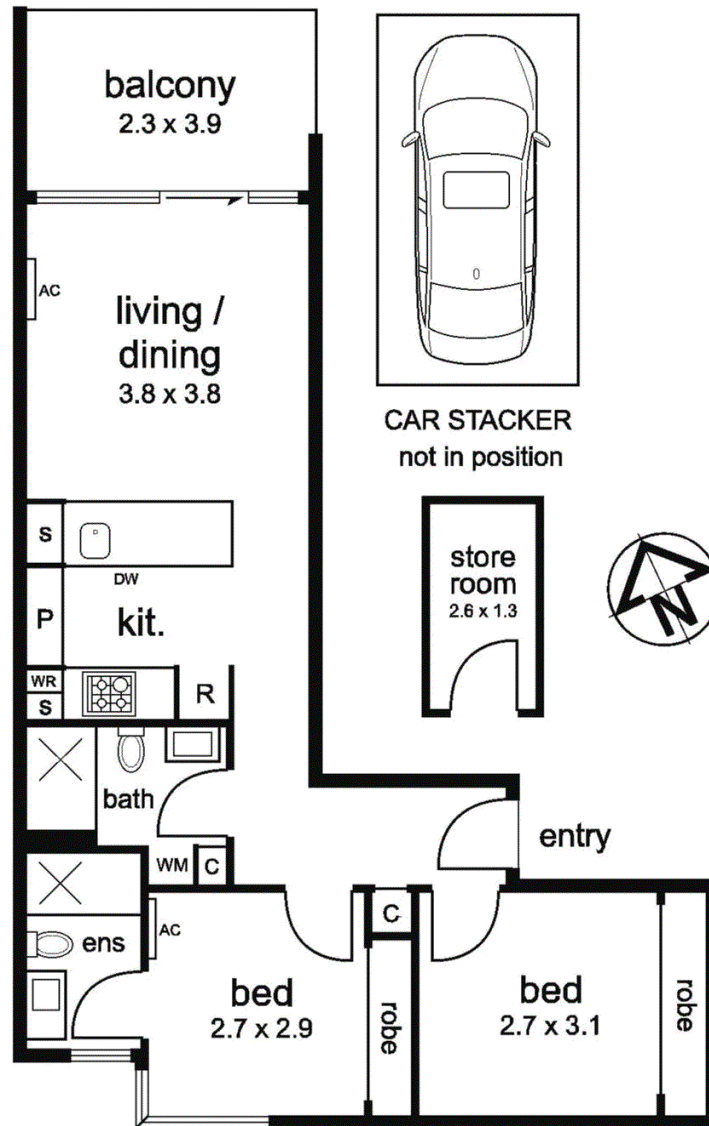 balcony
2.3 x 3.9
AC
living /
dining
3.8 x 3.8
CAR STACKER
not in position
S
DW
P
kit.
WR
S
R
store
room
2.6 x 1.3
N
bath
WM
C
entry
ens
AC
bed
2.7 x 2.9
C
robe
bed
2.7 x 3.1
robe